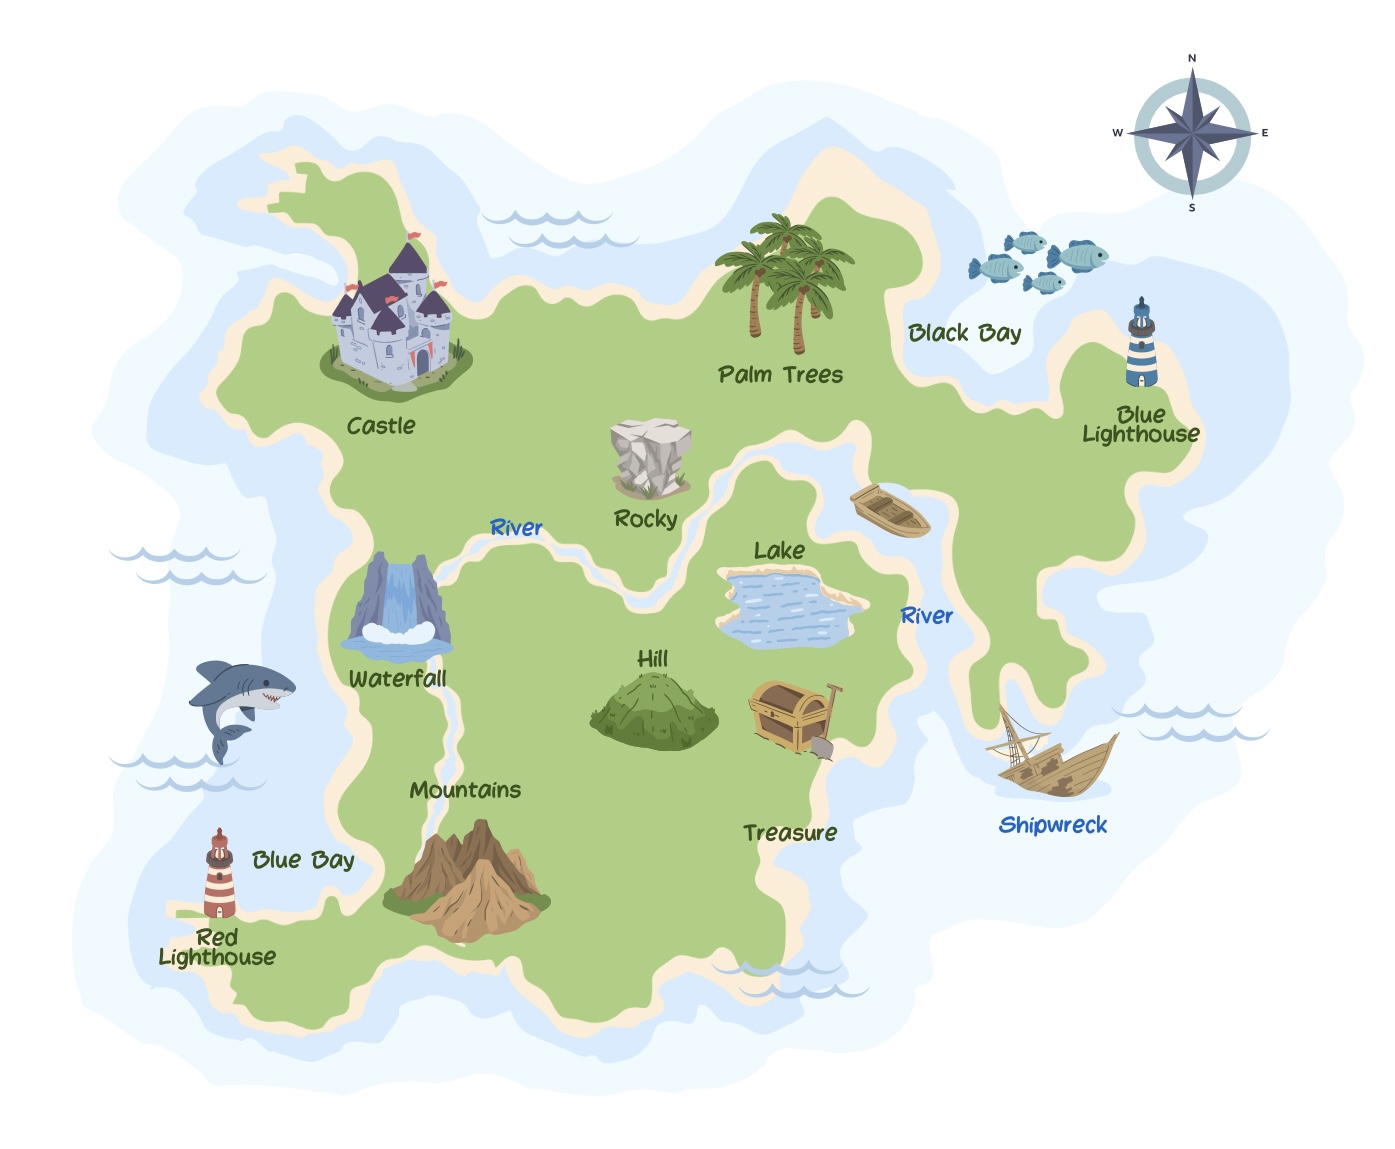 N
W E
S
Black Bay
Palm Trees
Blue
Lighthouse
Castle
Rocky
River
Lake
River
Hill
Waterfall
Mountains
Shipwreck
Treasure
Blue Bay
Red
Lighthouse